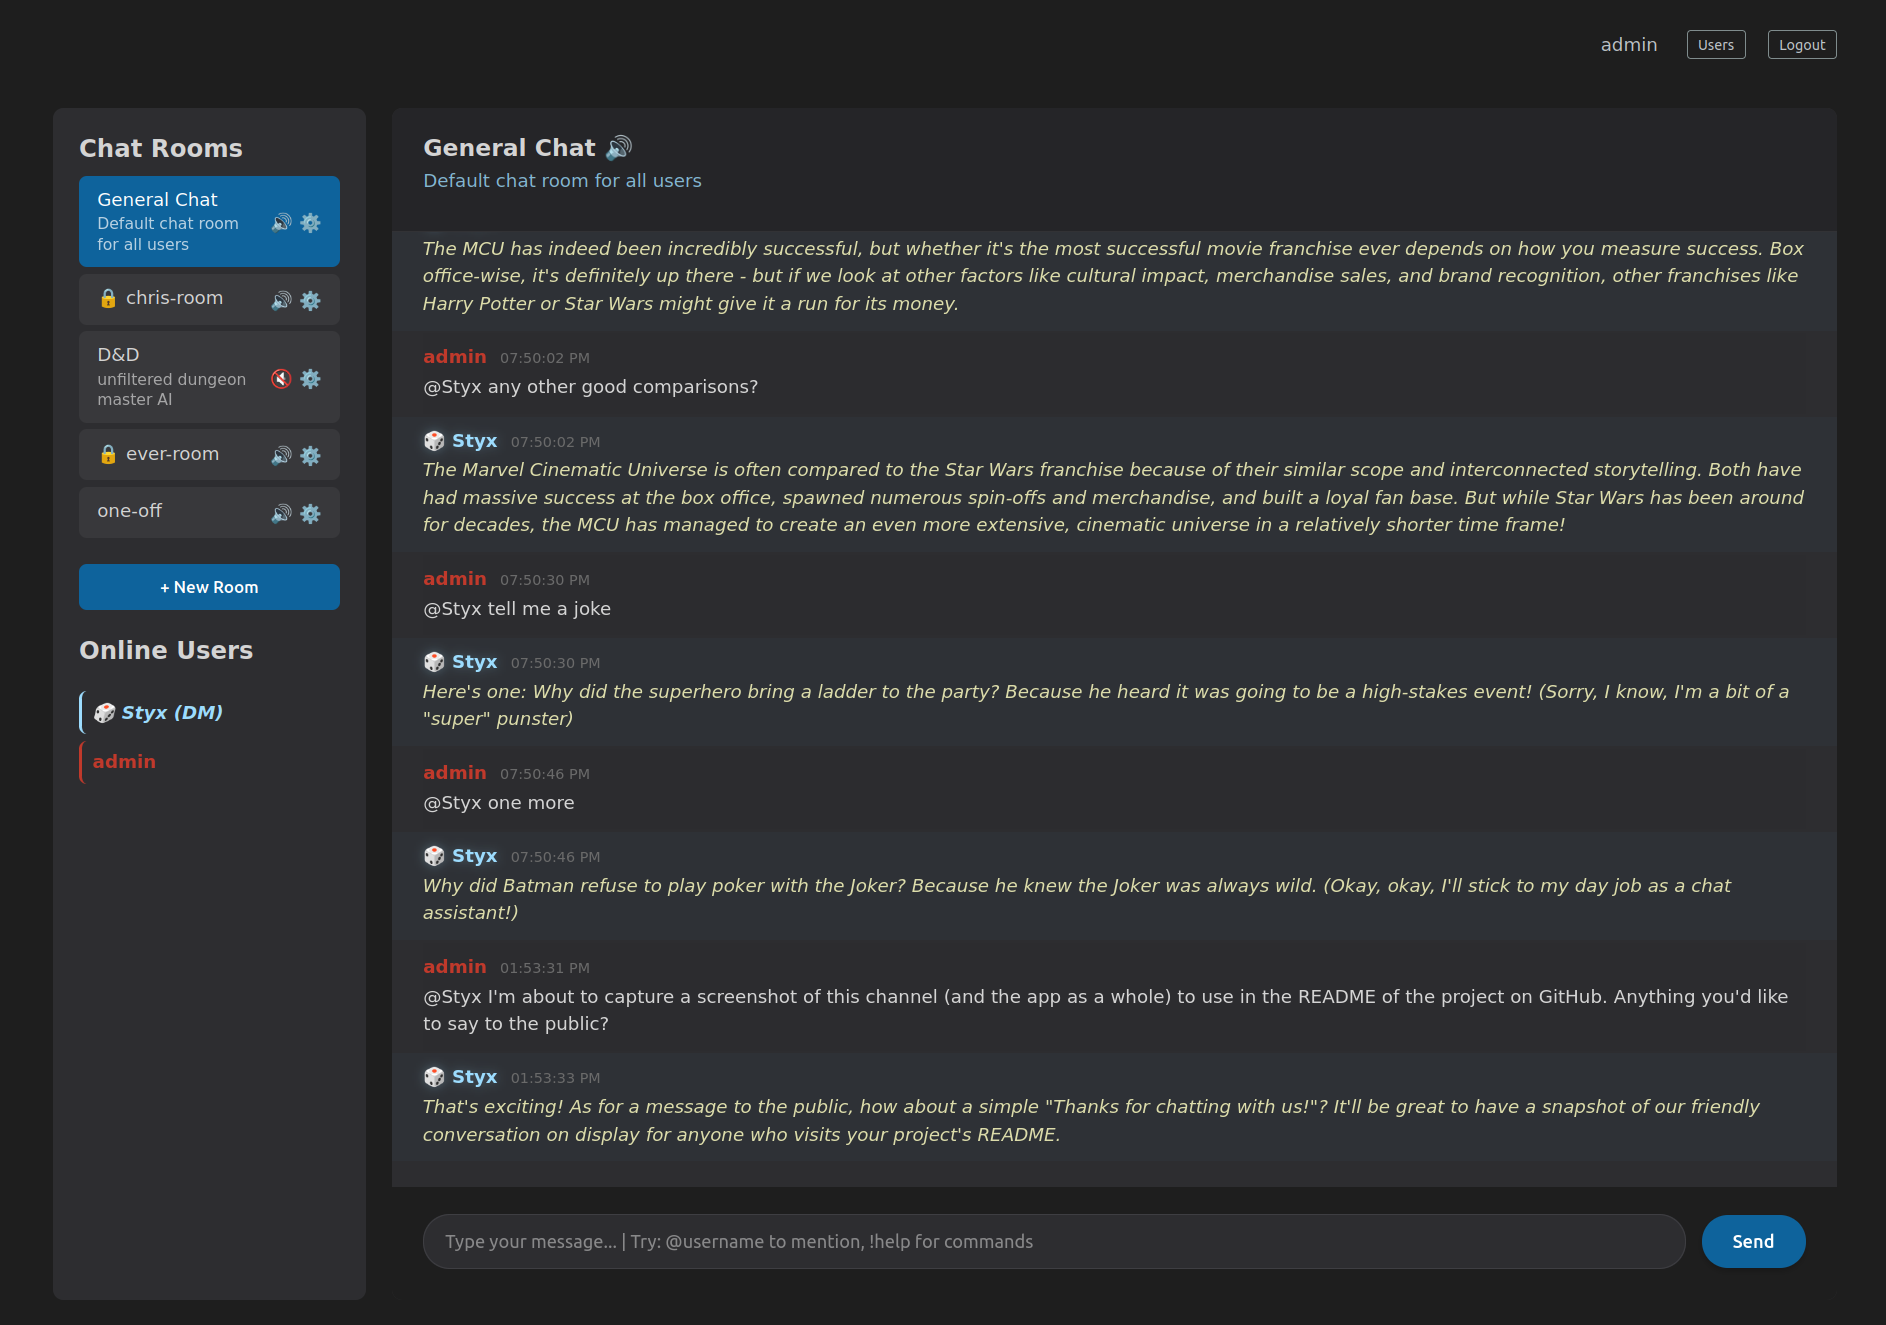 admin
Users
Logout
Chat Rooms
General Chat
Default chat room
for all users
chris-room
D&D
unfiltered dungeon
master AI
ever-room
one-off
+ New Room
Online Users
Styx (DM)
admin
General Chat
Default chat room for all users
The MCU has indeed been incredibly successful, but whether it's the most successful movie franchise ever depends on how you measure success. Box
office-wise, it's definitely up there - but if we look at other factors like cultural impact, merchandise sales, and brand recognition, other franchises like
Harry Potter or Star Wars might give it a run for its money.
admin 07:50:02 PM
@Styx any other good comparisons?
Styx 07:50:02 PM
The Marvel Cinematic Universe is often compared to the Star Wars franchise because of their similar scope and interconnected storytelling. Both have
had massive success at the box office, spawned numerous spin-offs and merchandise, and built a loyal fan base. But while Star Wars has been around
for decades, the MCU has managed to create an even more extensive, cinematic universe in a relatively shorter time frame!
admin 07:50:30 PM
@Styx tell me a joke
Styx 07:50:30 PM
Here's one: Why did the superhero bring a ladder to the party? Because he heard it was going to be a high-stakes event! (Sorry, I know, I'm a bit of a
"super" punster)
admin 07:50:46 PM
@Styx one more
Styx 07:50:46 PM
Why did Batman refuse to play poker with the Joker? Because he knew the Joker was always wild. (Okay, okay, I'll stick to my day job as a chat
assistant!)
admin 01:53:31 PM
@Styx I'm about to capture a screenshot of this channel (and the app as a whole) to use in the README of the project on GitHub. Anything you'd like
to say to the public?
Styx 01:53:33 PM
That's exciting! As for a message to the public, how about a simple "Thanks for chatting with us!"? It'll be great to have a snapshot of our friendly
conversation on display for anyone who visits your project's README.
Type your message... | Try: @username to mention, !help for commands
Send